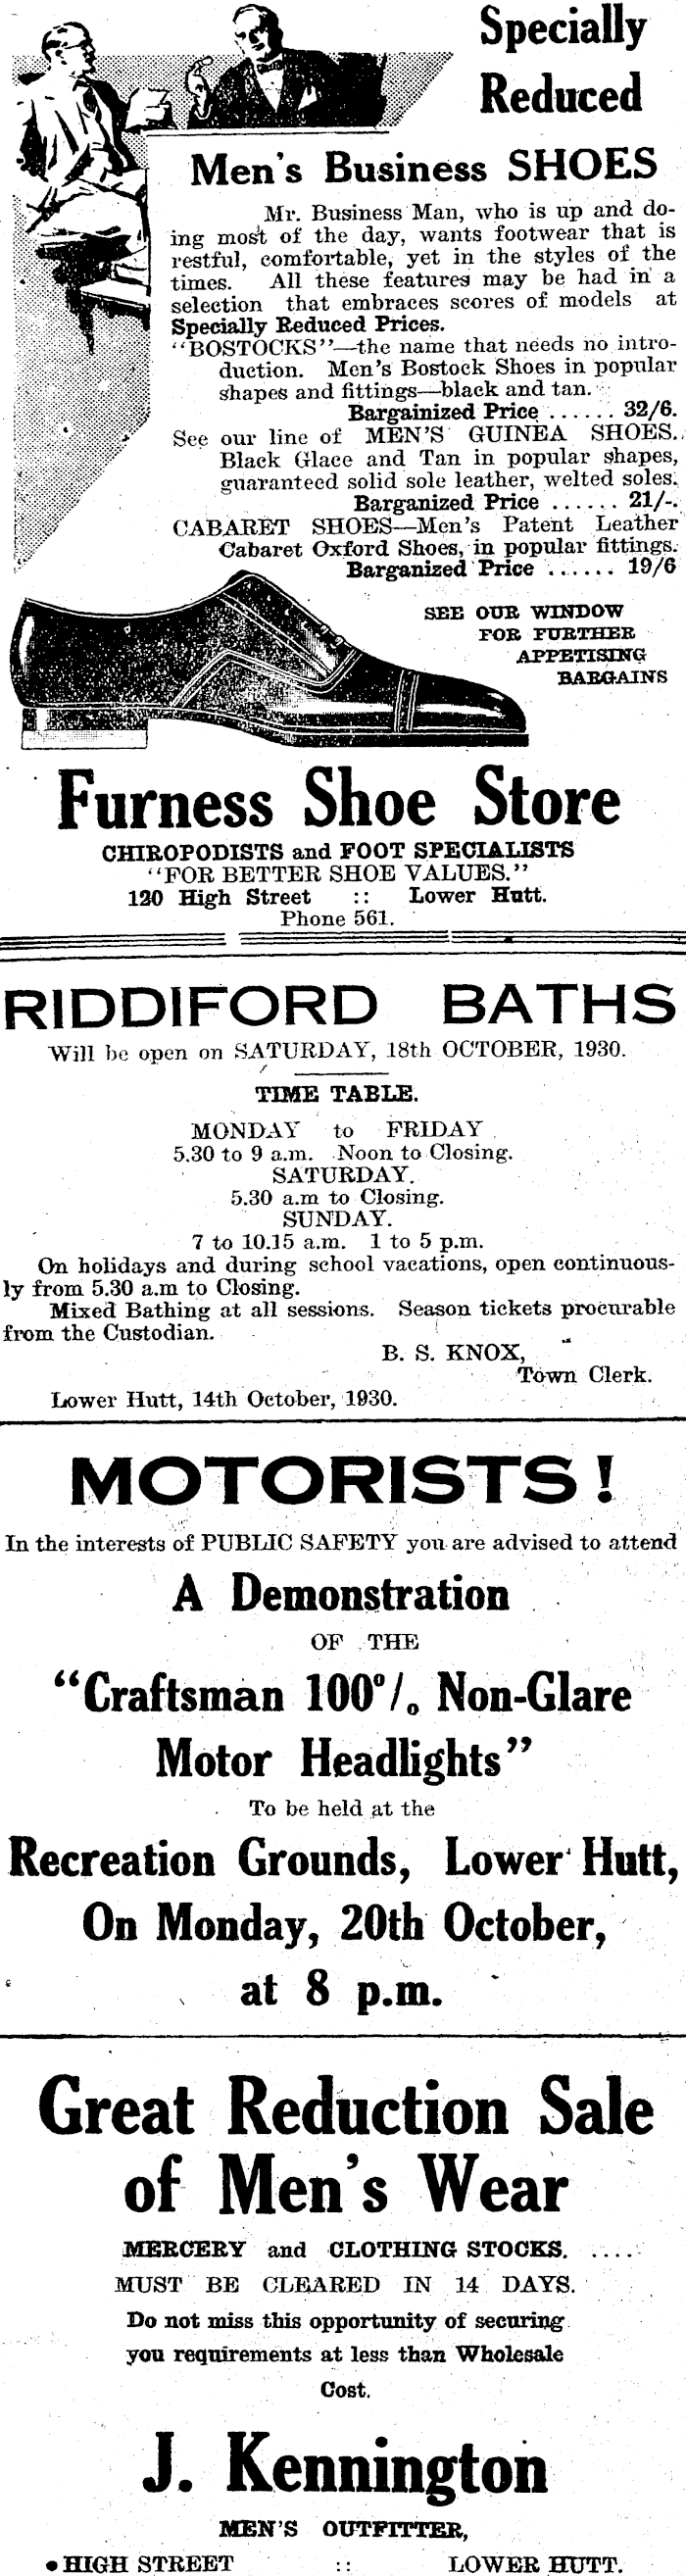 Specially
Reduced
Men's Business SHOES
Mr. Business Man, who is up and do-
ing most of the day, wants footwear that is
restful, comfortable, yet in the styles of the
times. All these features may be had in a
selection that embraces scores of models at
Specially Reduced Prices.
"BOSTOCKS"—the name that needs no intro-
duction. Men's Bostock Shoes in popular
shapes and fittings—black and tan.
Bargainized Price ...... 32/6.
See our line of MEN'S GUINEA SHOES.
Black Glace and Tan in popular shapes,
guaranteed solid sole leather, welted soles.
Barganized Price ...... 21/-.
CABARET SHOES—Men's Patent Leather
Cabaret Oxford Shoes, in popular fittings.
Barganized Price ...... 19/6
SEE OUR WINDOW
FOR FURTHER
APPETISING
BARGAINS
Furness Shoe Store
CHIROPODISTS and FOOT SPECIALISTS
"FOR BETTER SHOE VALUES."
120 High Street :: Lower Hutt.
Phone 561.
RIDDIFORD BATHS
Will be open on SATURDAY, 18th OCTOBER, 1930.
TIME TABLE.
MONDAY to FRIDAY
5.30 to 9 a.m. Noon to Closing.
SATURDAY.
5.30 a.m to Closing.
SUNDAY.
7 to 10.15 a.m. 1 to 5 p.m.
On holidays and during school vacations, open continuous-
ly from 5.30 a.m to Closing.
Mixed Bathing at all sessions. Season tickets procurable
from the Custodian.
B. S. KNOX,
Town Clerk.
Lower Hutt, 14th October, 1930.
MOTORISTS!
In the interests of PUBLIC SAFETY you are advised to attend
A Demonstration
OF THE
"Craftsman 100% Non-Glare
Motor Headlights"
To be held at the
Recreation Grounds, Lower Hutt,
On Monday, 20th October,
at 8 p.m.
Great Reduction Sale
of Men's Wear
MERCERY and CLOTHING STOCKS. ....
MUST BE CLEARED IN 14 DAYS.
Do not miss this opportunity of securing
you requirements at less than Wholesale
Cost.
J. Kennington
MEN'S OUTFITTER,
HIGH STREET :: LOWER HUTT.